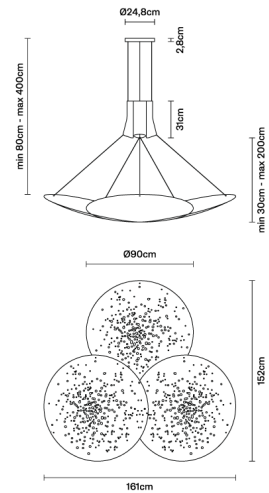 Ø24,8cm
2,8cm
min 80cm - max 400cm
31cm
min 30cm - max 200cm
Ø90cm
152cm
161cm